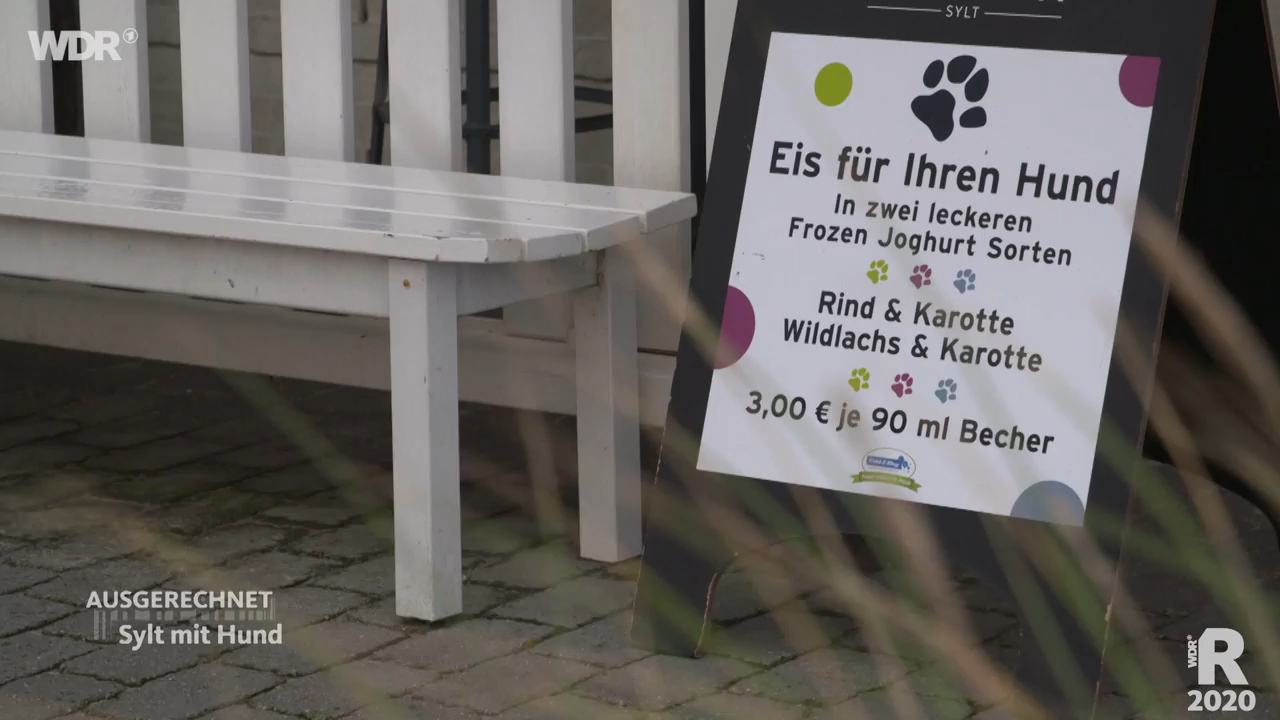 WDR
SYLT
Eis für Ihren Hund
In zwei leckeren
Frozen Joghurt Sorten
Rind & Karotte
Wildlachs & Karotte
3,00 € je 90 ml Becher
AUSGERECHNET
Sylt mit Hund
WDR R
2020